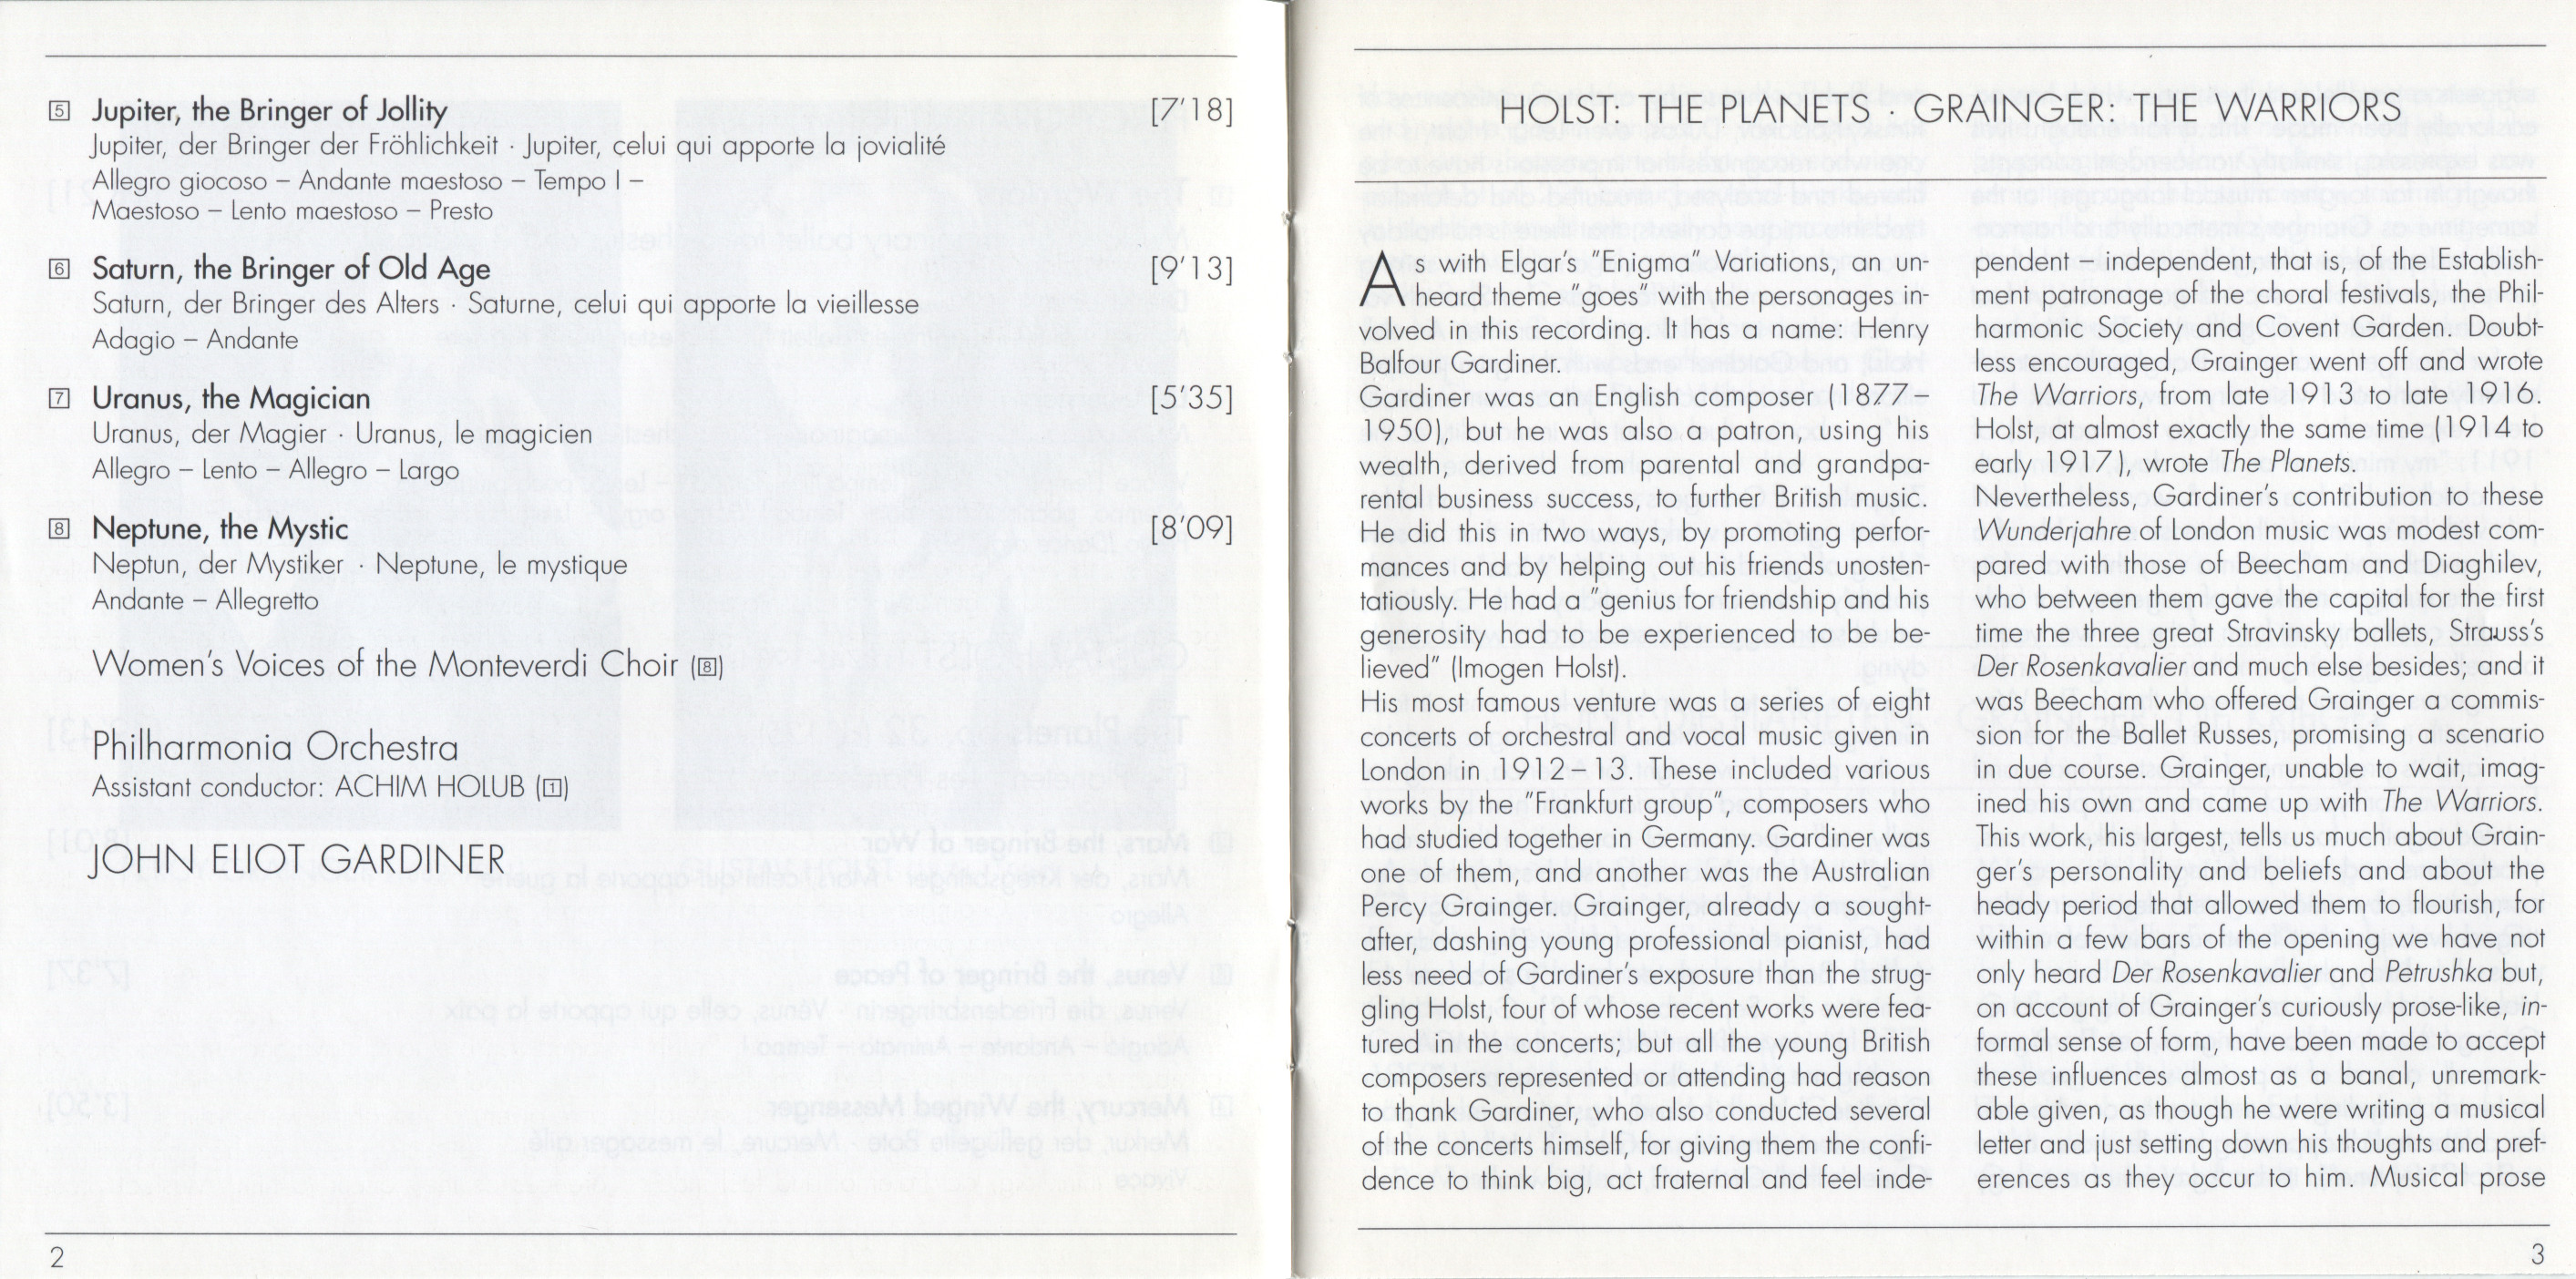 5 Jupiter, the Bringer of Jollity [7'18]
Jupiter, der Bringer der Fröhlichkeit · Jupiter, celui qui apporte la jovialité
Allegro giocoso – Andante maestoso – Tempo I –
Maestoso – Lento maestoso – Presto
6 Saturn, the Bringer of Old Age [9'13]
Saturn, der Bringer des Alters · Saturne, celui qui apporte la vieillesse
Adagio – Andante
7 Uranus, the Magician [5'35]
Uranus, der Magier · Uranus, le magicien
Allegro – Lento – Allegro – Largo
8 Neptune, the Mystic [8'09]
Neptun, der Mystiker · Neptune, le mystique
Andante – Allegretto
Women's Voices of the Monteverdi Choir (8)
Philharmonia Orchestra
Assistant conductor: ACHIM HOLUB (1)
JOHN ELIOT GARDINER
2
HOLST: THE PLANETS · GRAINGER: THE WARRIORS
As with Elgar's "Enigma" Variations, an un-
heard theme "goes" with the personages in-
volved in this recording. It has a name: Henry
Balfour Gardiner.
Gardiner was an English composer (1877–
1950), but he was also a patron, using his
wealth, derived from parental and grandpa-
rental business success, to further British music.
He did this in two ways, by promoting perfor-
mances and by helping out his friends unosten-
tatiously. He had a "genius for friendship and his
generosity had to be experienced to be be-
lieved" (Imogen Holst).
His most famous venture was a series of eight
concerts of orchestral and vocal music given in
London in 1912–13. These included various
works by the "Frankfurt group", composers who
had studied together in Germany. Gardiner was
one of them, and another was the Australian
Percy Grainger. Grainger, already a sought-
after, dashing young professional pianist, had
less need of Gardiner's exposure than the strug-
gling Holst, four of whose recent works were fea-
tured in the concerts; but all the young British
composers represented or attending had reason
to thank Gardiner, who also conducted several
of the concerts himself, for giving them the confi-
dence to think big, act fraternal and feel inde-
pendent – independent, that is, of the Establish-
ment patronage of the choral festivals, the Phil-
harmonic Society and Covent Garden. Doubt-
less encouraged, Grainger went off and wrote
The Warriors, from late 1913 to late 1916.
Holst, at almost exactly the same time (1914 to
early 1917), wrote The Planets.
Nevertheless, Gardiner's contribution to these
Wunderjahre of London music was modest com-
pared with those of Beecham and Diaghilev,
who between them gave the capital for the first
time the three great Stravinsky ballets, Strauss's
Der Rosenkavalier and much else besides; and it
was Beecham who offered Grainger a commis-
sion for the Ballet Russes, promising a scenario
in due course. Grainger, unable to wait, imag-
ined his own and came up with The Warriors.
This work, his largest, tells us much about Grain-
ger's personality and beliefs and about the
heady period that allowed them to flourish, for
within a few bars of the opening we have not
only heard Der Rosenkavalier and Petrushka but,
on account of Grainger's curiously prose-like, in-
formal sense of form, have been made to accept
these influences almost as a banal, unremark-
able given, as though he were writing a musical
letter and just setting down his thoughts and pref-
erences as they occur to him. Musical prose
3